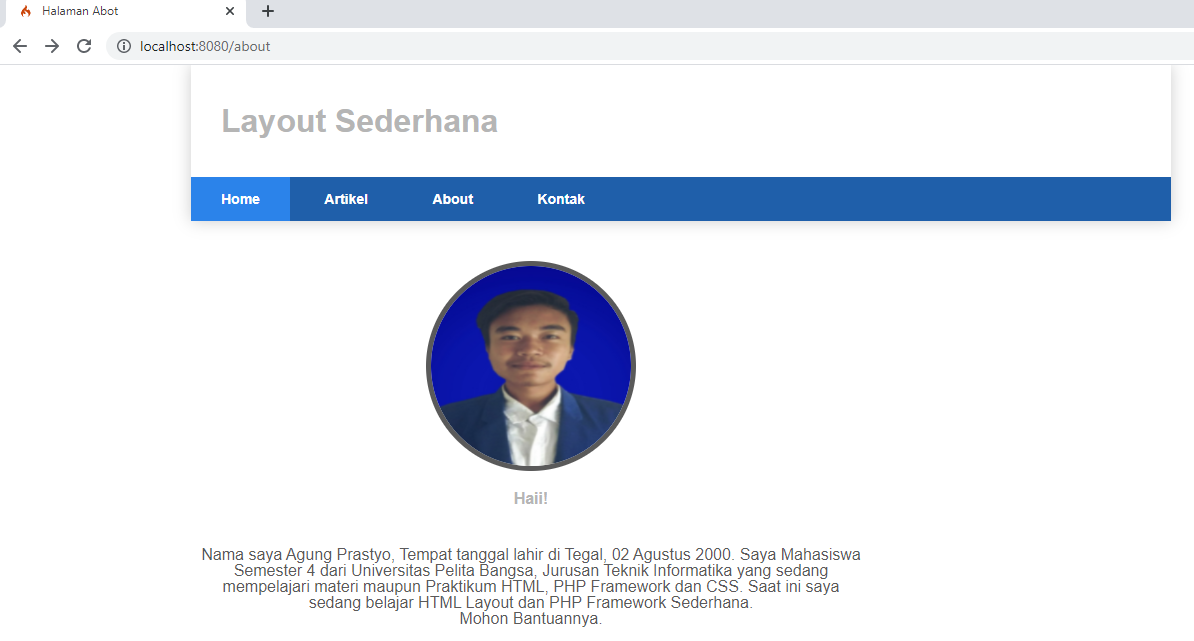 Halaman Abot
localhost:8080/about
Layout Sederhana
Home Artikel About Kontak
Haii!
Nama saya Agung Prastyo, Tempat tanggal lahir di Tegal, 02 Agustus 2000. Saya Mahasiswa
Semester 4 dari Universitas Pelita Bangsa, Jurusan Teknik Informatika yang sedang
mempelajari materi maupun Praktikum HTML, PHP Framework dan CSS. Saat ini saya
sedang belajar HTML Layout dan PHP Framework Sederhana.
Mohon Bantuannya.